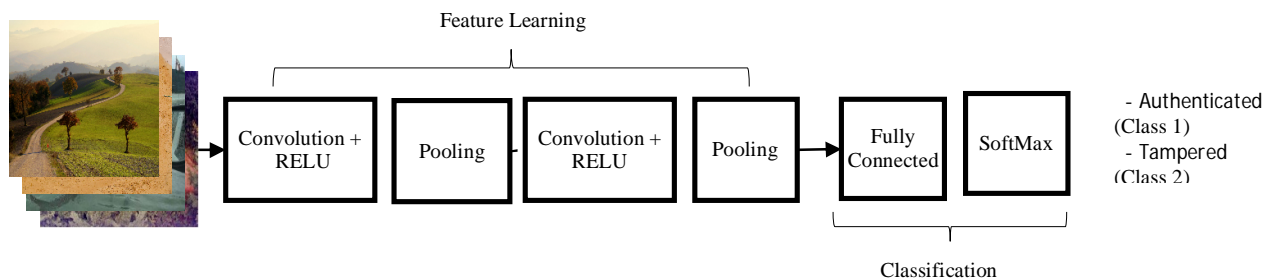 Feature Learning
Convolution +
RELU
Pooling
Convolution +
RELU
Pooling
Fully
Connected
SoftMax
- Authenticated
(Class 1)
- Tampered
(Class 2)
Classification